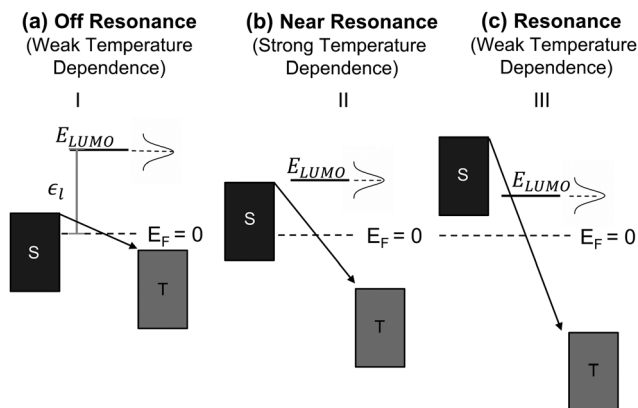 (a) Off Resonance
(Weak Temperature
Dependence)
I
E_LUMO
ϵ_l
S
E_F = 0
T
(b) Near Resonance
(Strong Temperature
Dependence)
II
E_LUMO
S
E_F = 0
T
(c) Resonance
(Weak Temperature
Dependence)
III
S
E_LUMO
E_F = 0
T